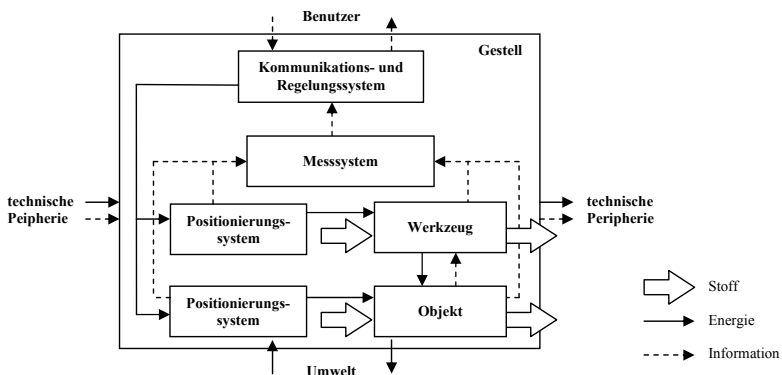 Benutzer
Gestell
Kommunikations- und
Regelungssystem
Messsystem
technische
Peipherie
technische
Peripherie
Positionierungs-
system
Werkzeug
Positionierungs-
system
Objekt
Umwelt
Stoff
Energie
Information